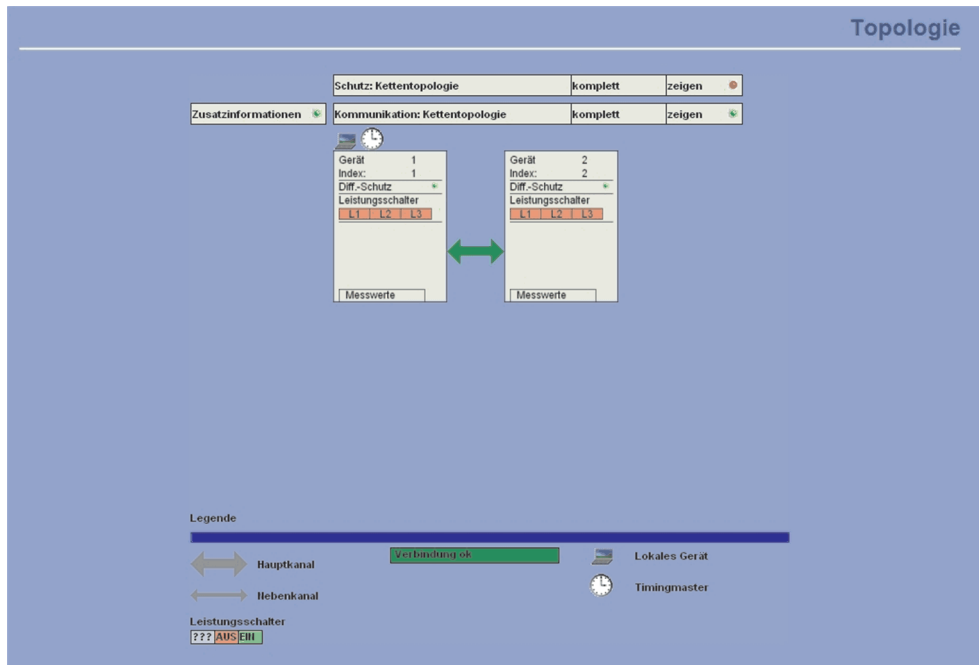 Topologie
Schutz: Kettentopologie komplett zeigen
Zusatzinformationen Kommunikation: Kettentopologie komplett zeigen
Gerät 1
Index: 1
Diff.-Schutz
Leistungsschalter
L1 L2 L3
Messwerte
Gerät 2
Index: 2
Diff.-Schutz
Leistungsschalter
L1 L2 L3
Messwerte
Legende
Hauptkanal
Verbindung ok
Lokales Gerät
Nebenkanal
Timingmaster
Leistungsschalter
??? AUS EIN